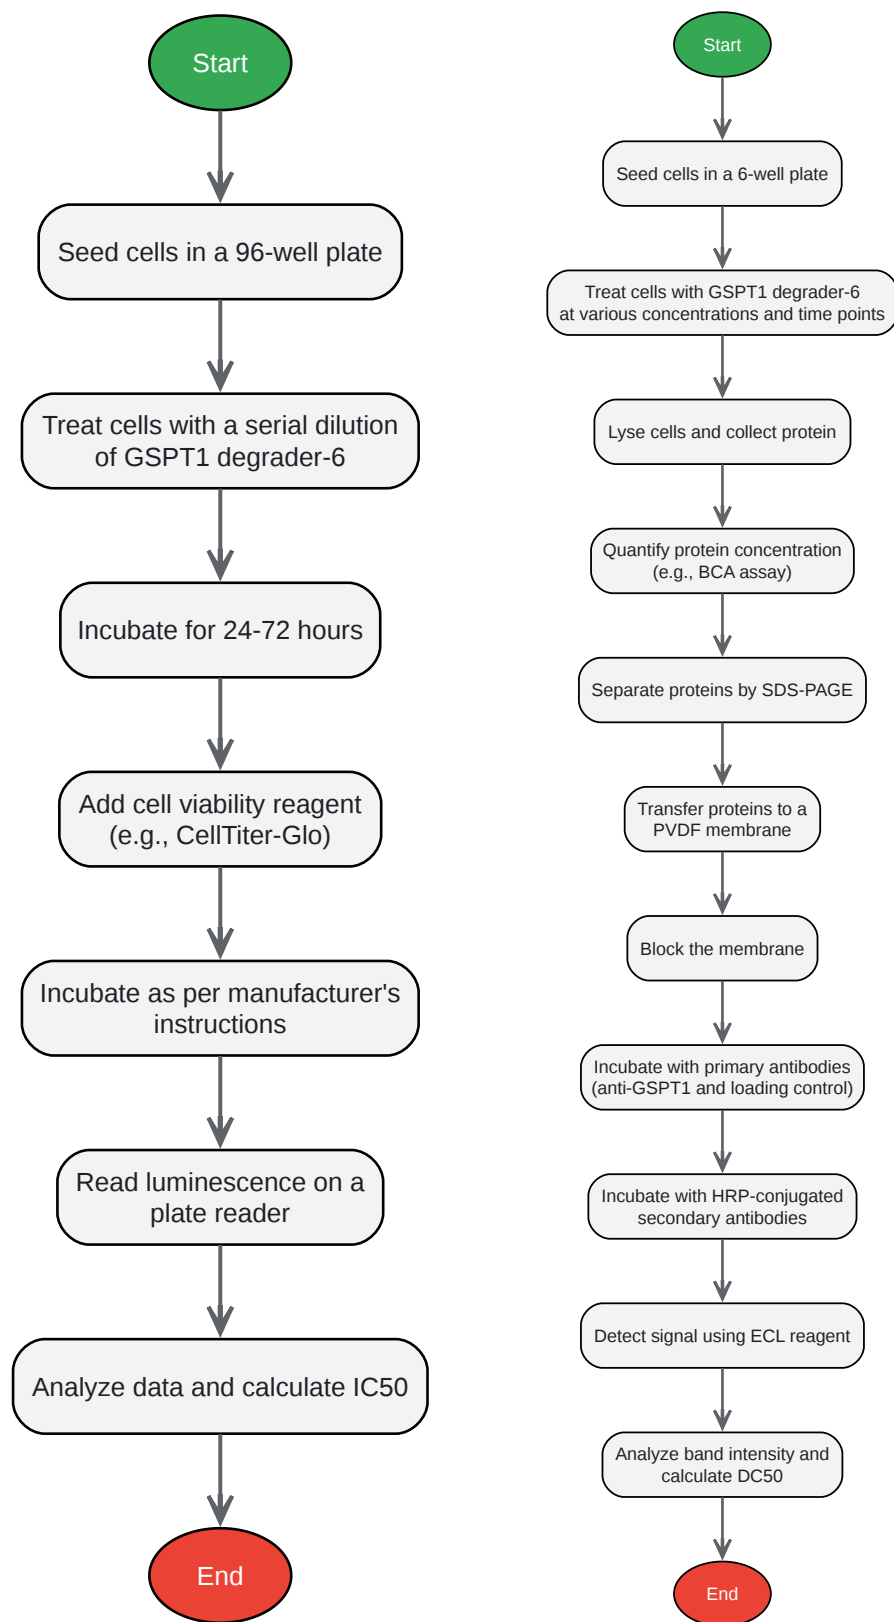 Start
Seed cells in a 96-well plate
Treat cells with a serial dilution
of GSPT1 degrader-6
Incubate for 24-72 hours
Add cell viability reagent
(e.g., CellTiter-Glo)
Incubate as per manufacturer's
instructions
Read luminescence on a
plate reader
Analyze data and calculate IC50
End
Start
Seed cells in a 6-well plate
Treat cells with GSPT1 degrader-6
at various concentrations and time points
Lyse cells and collect protein
Quantify protein concentration
(e.g., BCA assay)
Separate proteins by SDS-PAGE
Transfer proteins to a
PVDF membrane
Block the membrane
Incubate with primary antibodies
(anti-GSPT1 and loading control)
Incubate with HRP-conjugated
secondary antibodies
Detect signal using ECL reagent
Analyze band intensity and
calculate DC50
End